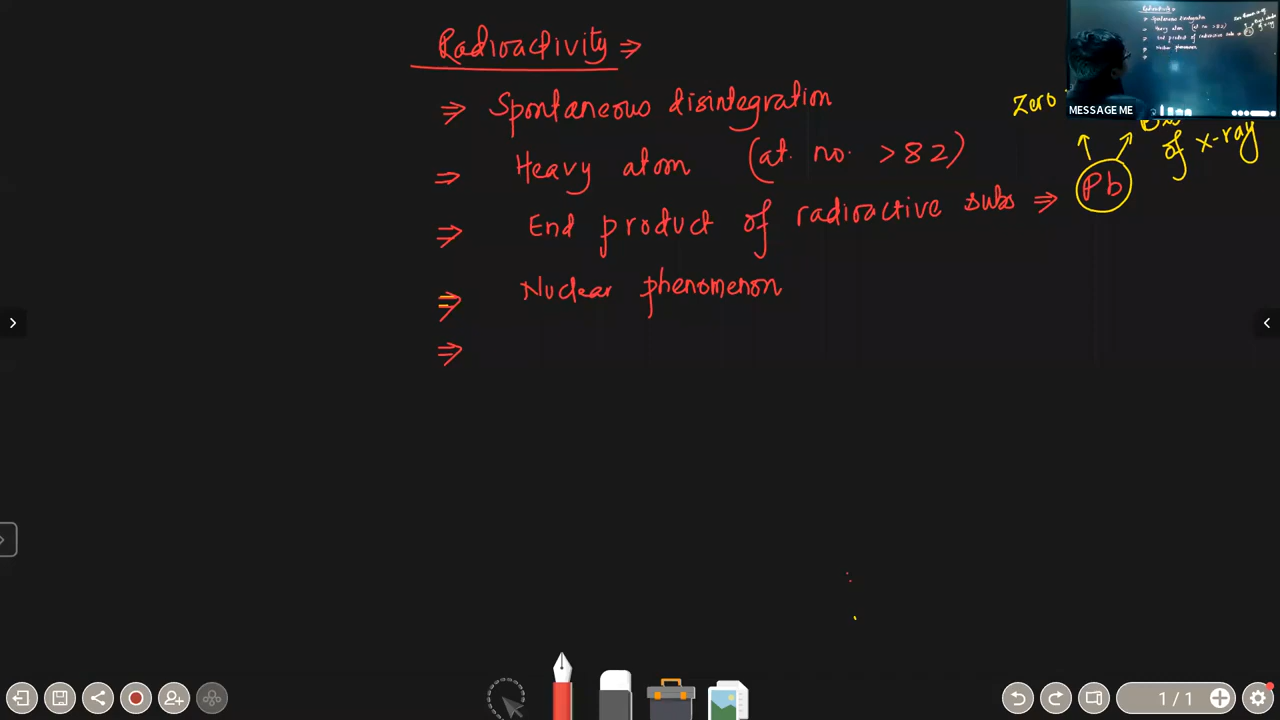 Radioactivity ⇒
⇒ Spontaneous disintegration
⇒ Heavy atom (at. no. >82)
Zero
of x-ray
⇒ End product of radioactive subs ⇒ Pb
⇒ Nuclear phenomenon
⇒
MESSAGE ME
1/1